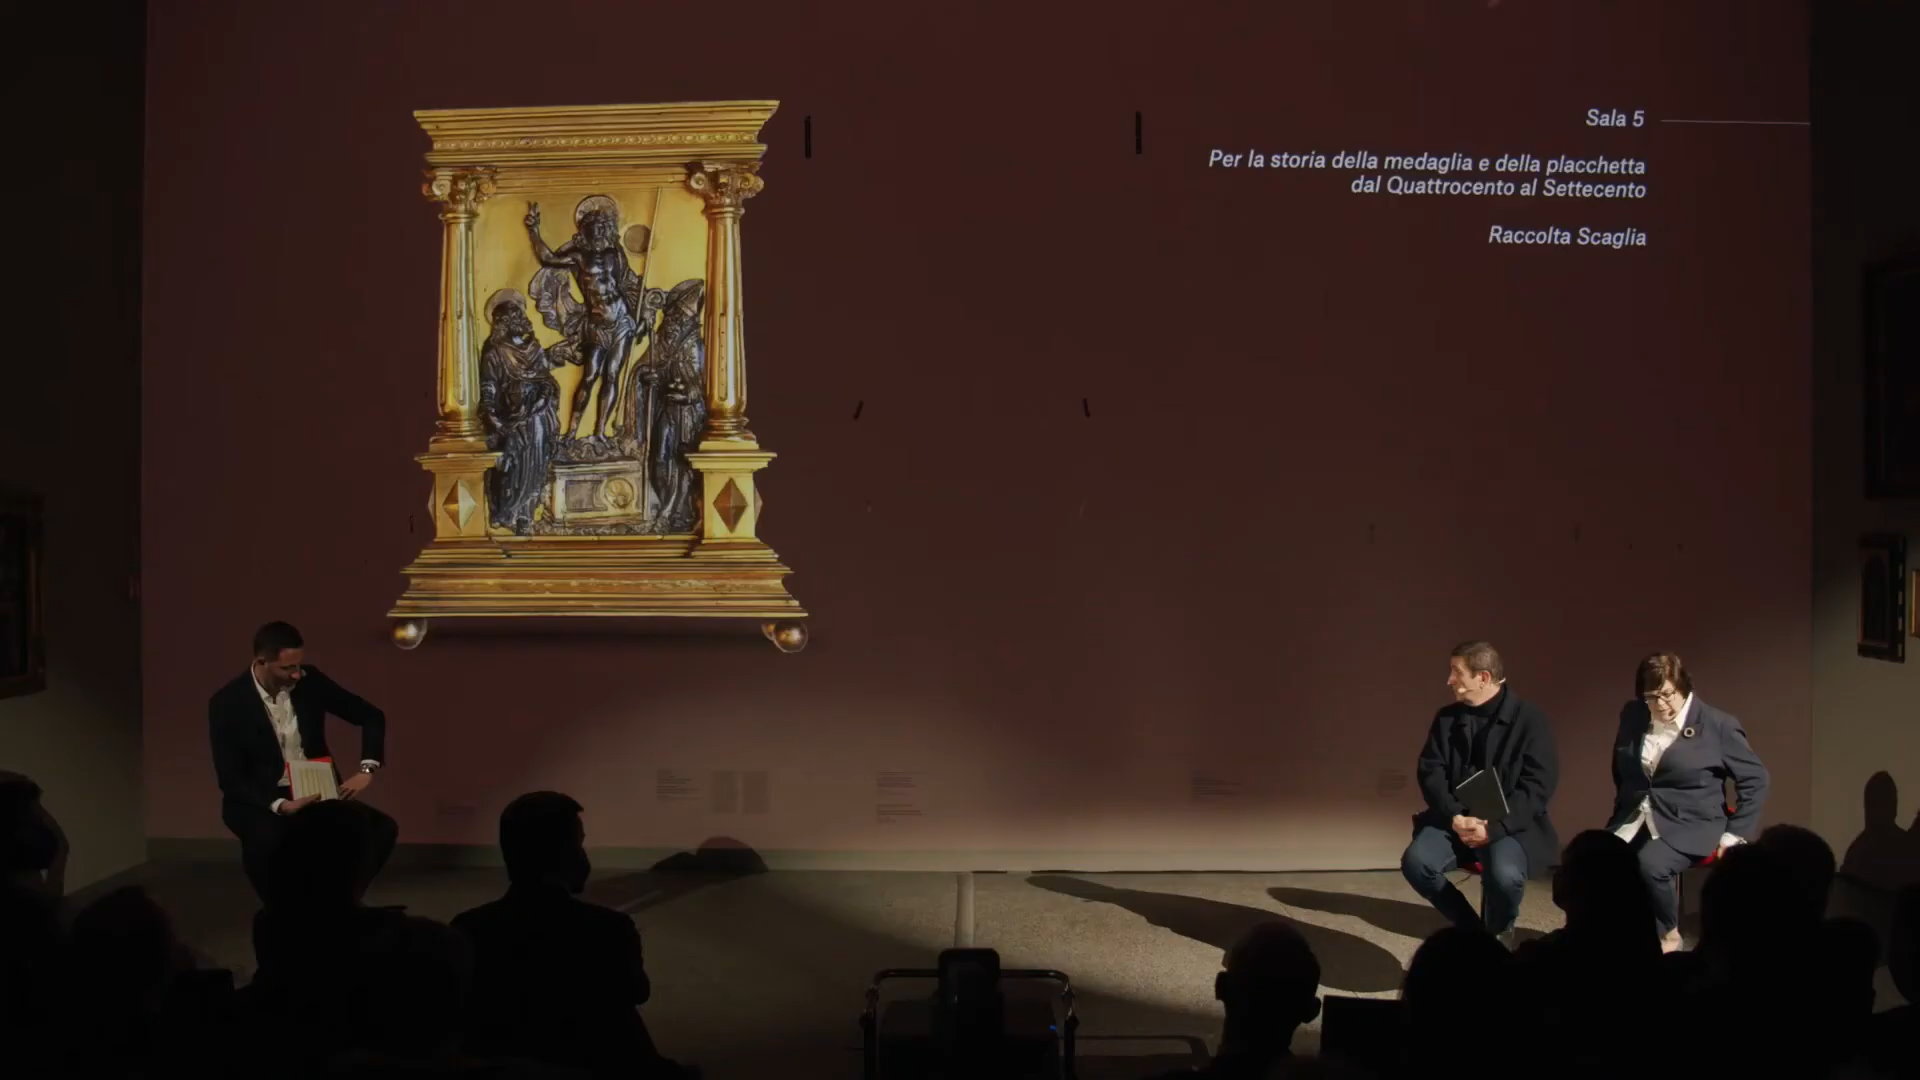 Sala 5
Per la storia della medaglia e della placchetta
dal Quattrocento al Settecento
Raccolta Scaglia